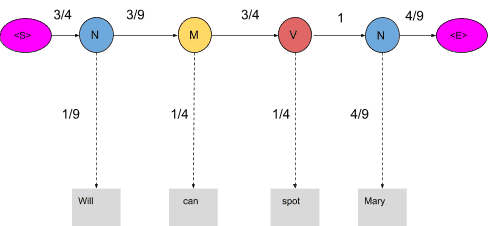 3/4 3/9 3/4 1 4/9
<S> N M V N <E>
1/9 1/4 1/4 4/9
Will can spot Mary